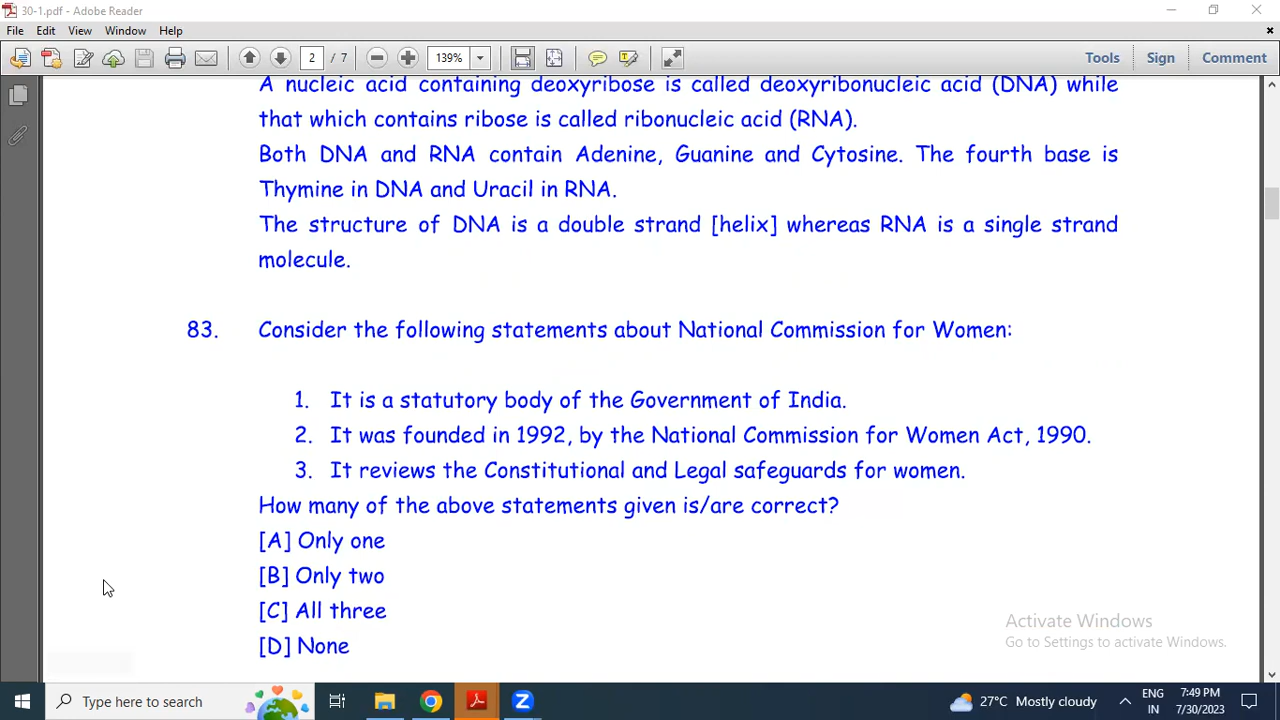 30-1.pdf - Adobe Reader
File Edit View Window Help
2 / 7 139% Tools Sign Comment
A nucleic acid containing deoxyribose is called deoxyribonucleic acid (DNA) while
that which contains ribose is called ribonucleic acid (RNA).
Both DNA and RNA contain Adenine, Guanine and Cytosine. The fourth base is
Thymine in DNA and Uracil in RNA.
The structure of DNA is a double strand [helix] whereas RNA is a single strand
molecule.
83. Consider the following statements about National Commission for Women:
1. It is a statutory body of the Government of India.
2. It was founded in 1992, by the National Commission for Women Act, 1990.
3. It reviews the Constitutional and Legal safeguards for women.
How many of the above statements given is/are correct?
[A] Only one
[B] Only two
[C] All three
[D] None
Activate Windows
Go to Settings to activate Windows.
Type here to search
27°C Mostly cloudy
ENG
IN
7:49 PM
7/30/2023